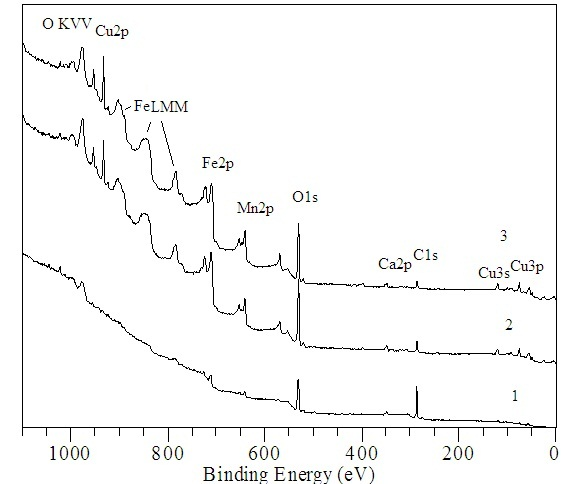 O KVV
Cu2p
FeLMM
Fe2p
Mn2p
O1s
3
Ca2p
C1s
Cu3s
Cu3p
2
1
1000 800 600 400 200 0
Binding Energy (eV)